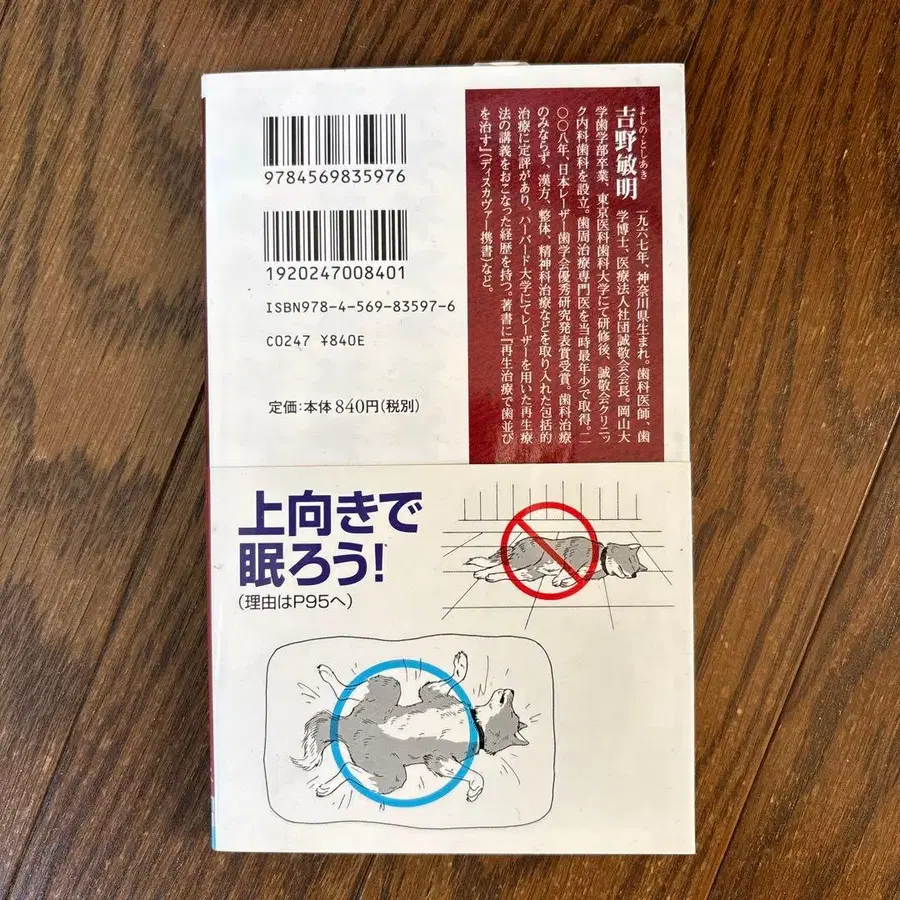 9784569835976
1920247008401
ISBN978-4-569-83597-6
C0247 ¥840E
定価:本体840円(税別)
よしのとしあき
吉野敏明
一九六七年、神奈川県生まれ。歯科医師、歯
学博士、医療法人社団誠敬会会長。岡山大
学歯学部卒業、東京医科歯科大学にて研修後、誠敬会クリニッ
ク内科歯科を設立。歯周治療専門医を当時最年少で取得。二
〇〇八年、日本レーザー歯学会優秀研究発表賞受賞。歯科治療
のみならず、漢方、整体、精神科治療などを取り入れた包括的
治療に定評があり、ハーバード大学にてレーザーを用いた再生療
法の講義をおこなった経歴を持つ。著書に『再生治療で歯並び
を治す』(ディスカヴァー携書)など。
上向きで
眠ろう!
(理由はP95へ)